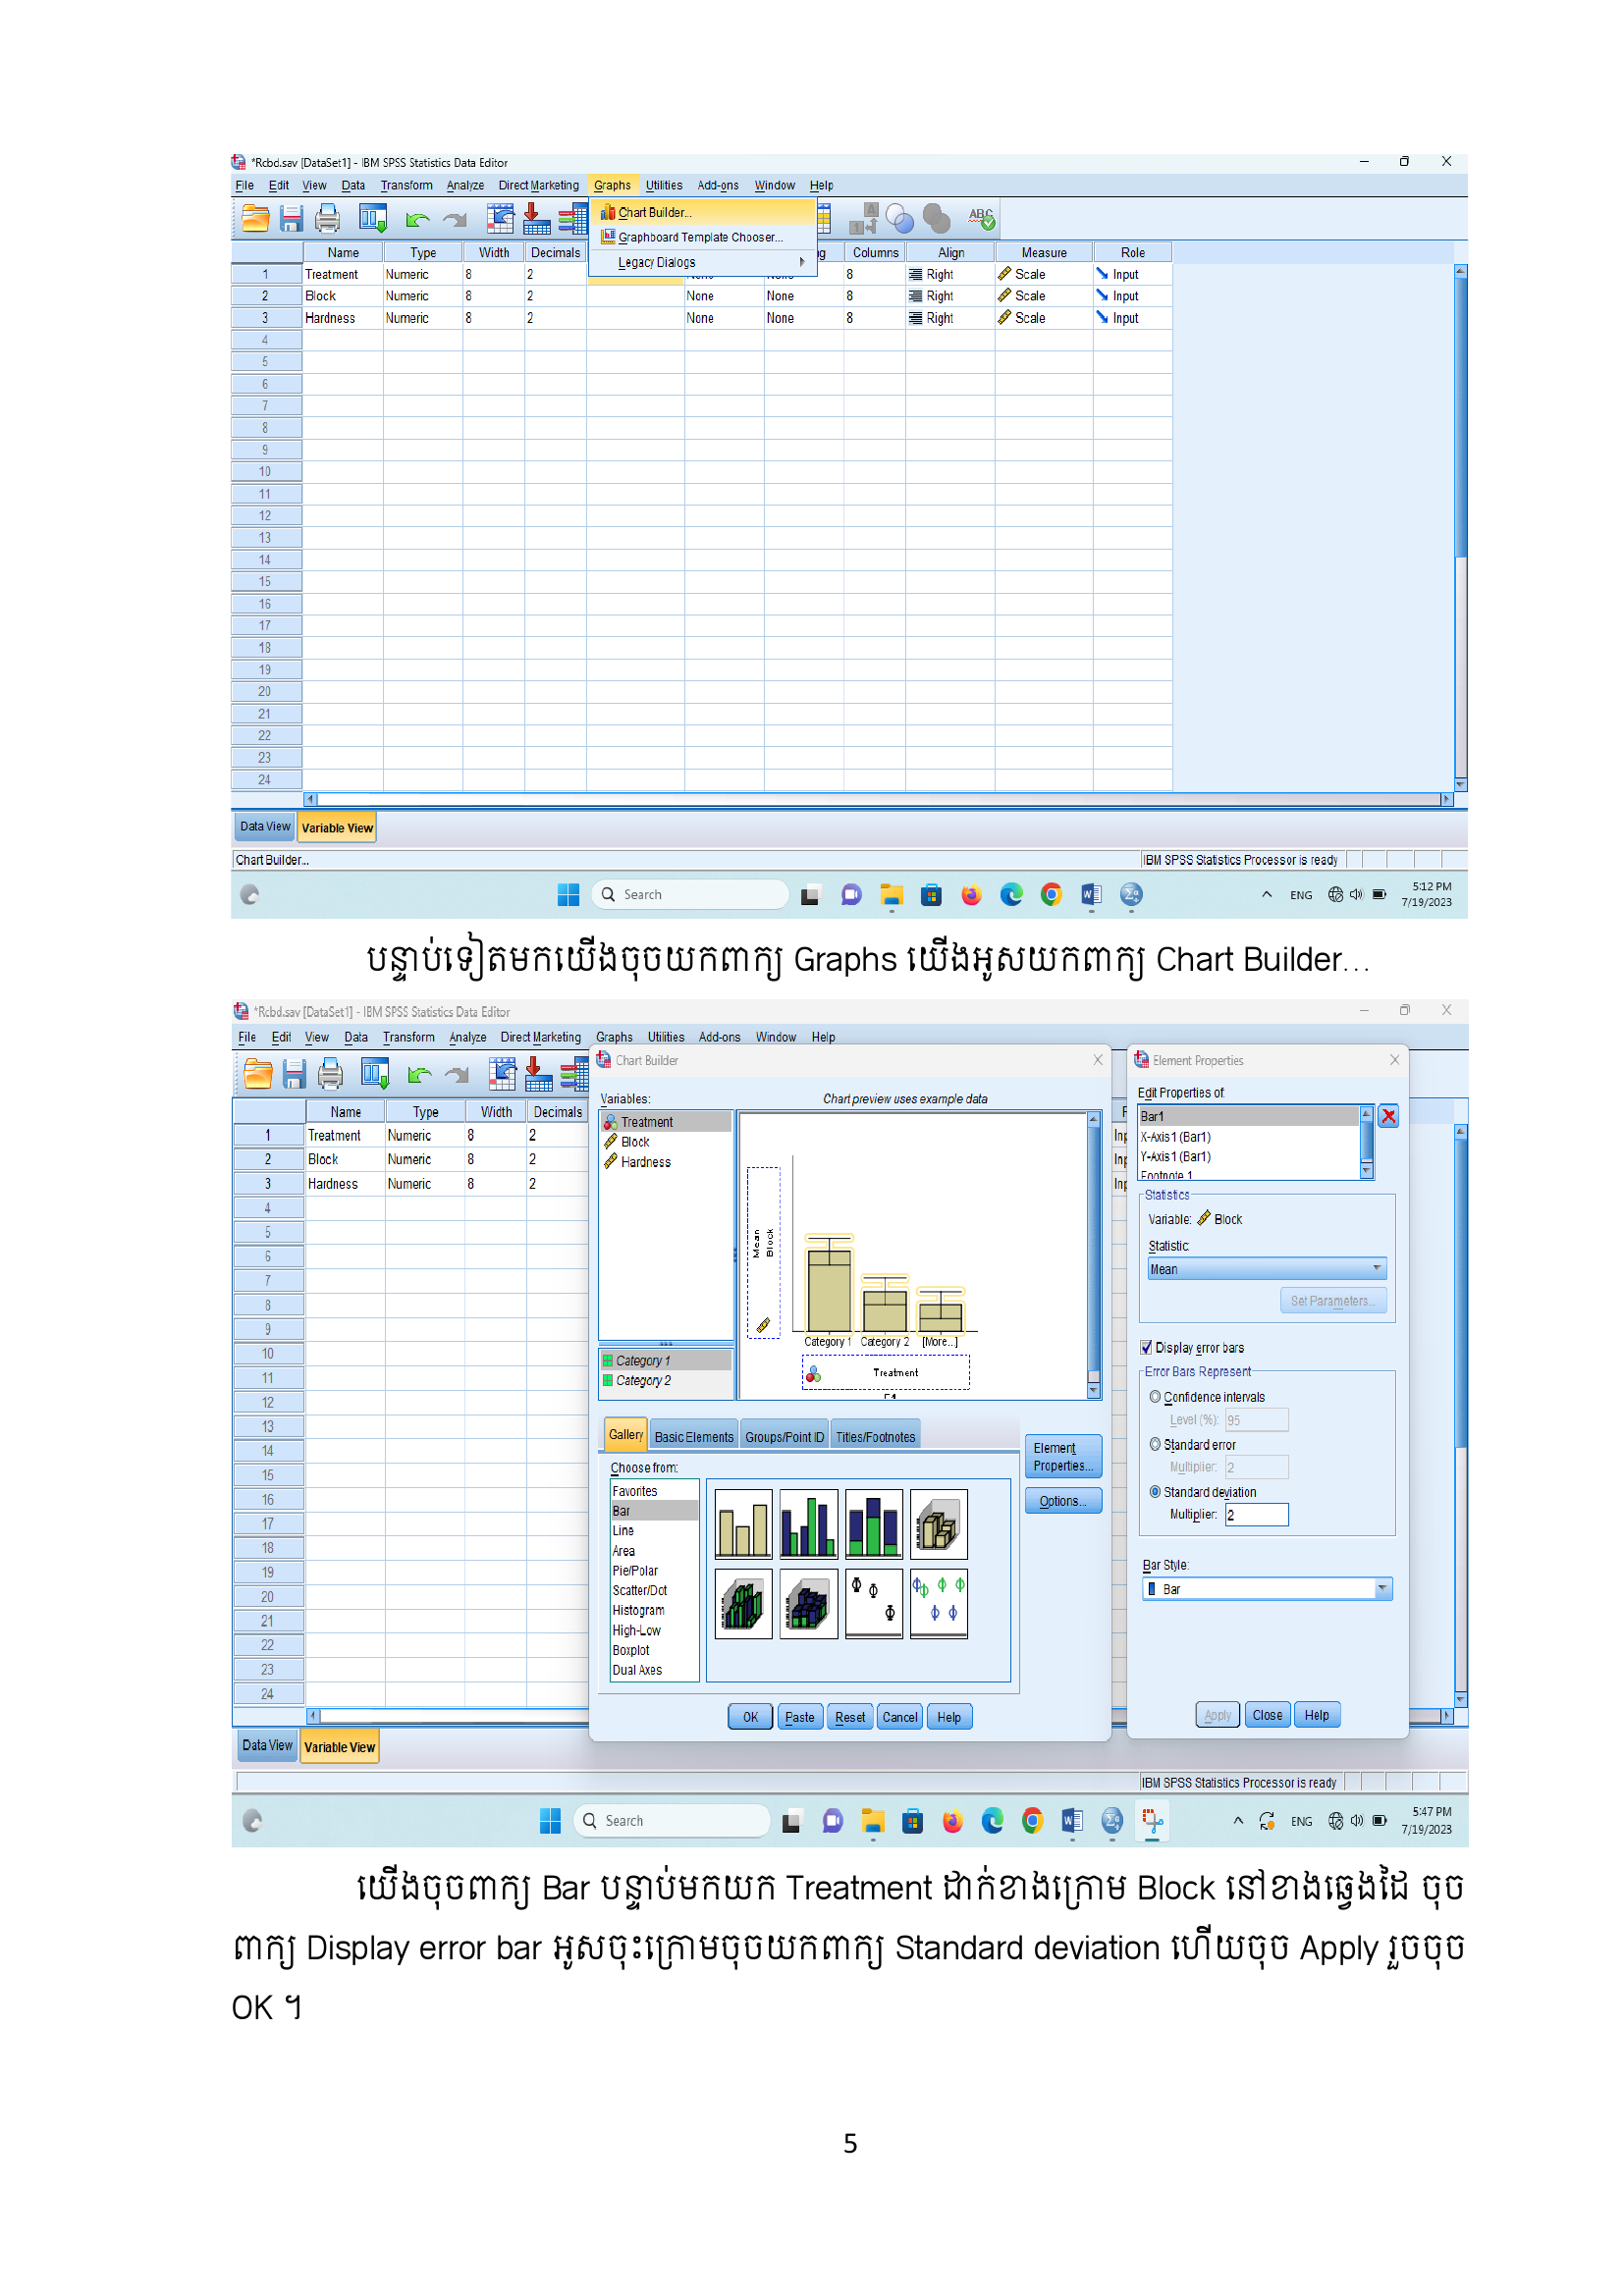 *Rcbd.sav [DataSet1] - IBM SPSS Statistics Data Editor
File Edit View Data Transform Analyze Direct Marketing Graphs Utilities Add-ons Window Help
Chart Builder...
Graphboard Template Chooser...
Legacy Dialogs
Name Type Width Decimals Columns Align Measure Role
1 Treatment Numeric 8 2 None None 8 Right Scale Input
2 Block Numeric 8 2 None None 8 Right Scale Input
3 Hardness Numeric 8 2 None None 8 Right Scale Input
4
5
6
7
8
9
10
11
12
13
14
15
16
17
18
19
20
21
22
23
24
Data View Variable View
Chart Builder... IBM SPSS Statistics Processor is ready
Search ENG 5:12 PM
7/19/2023
បន្ទាប់ទៀតមកយើងចុចយកពាក្យ Graphs យើងអូសយកពាក្យ Chart Builder...
*Rcbd.sav [DataSet1] - IBM SPSS Statistics Data Editor
File Edit View Data Transform Analyze Direct Marketing Graphs Utilities Add-ons Window Help
Name Type Width Decimals
1 Treatment Numeric 8 2
2 Block Numeric 8 2
3 Hardness Numeric 8 2
4
5
6
7
8
9
10
11
12
13
14
15
16
17
18
19
20
21
22
23
24
Chart Builder
Variables: Chart preview uses example data
Treatment
Block
Hardness
Category 1
Category 2
Mean
Block
Category 1 Category 2 [More...]
Treatment
Gallery Basic Elements Groups/Point ID Titles/Footnotes
Choose from:
Favorites
Bar
Line
Area
Pie/Polar
Scatter/Dot
Histogram
High-Low
Boxplot
Dual Axes
Element
Properties...
Options...
OK Paste Reset Cancel Help
Element Properties
Edit Properties of:
Bar1
X-Axis1 (Bar1)
Y-Axis1 (Bar1)
Footnote 1
Statistics
Variable: Block
Statistic:
Mean
Set Parameters...
Display error bars
Error Bars Represent
Confidence intervals
Level (%): 95
Standard error
Multiplier: 2
Standard deviation
Multiplier: 2
Bar Style:
Bar
Apply Close Help
Data View Variable View
IBM SPSS Statistics Processor is ready
Search ENG 5:47 PM
7/19/2023
យើងចុចពាក្យ Bar បន្ទាប់មកយក Treatment ដាក់ខាងក្រោម Block នៅខាងឆ្វេងដៃ ចុច
ពាក្យ Display error bar អូសចុះក្រោមចុចយកពាក្យ Standard deviation ហើយចុច Apply រួចចុច
OK ។
5